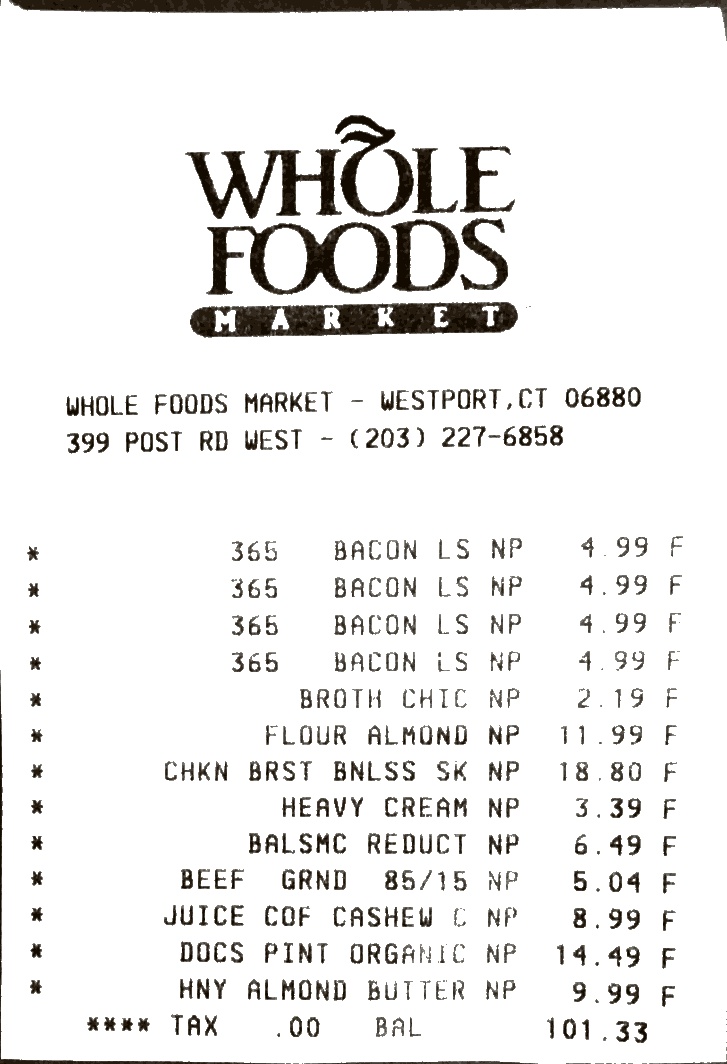 WHOLE
FOODS
MARKET
WHOLE FOODS MARKET - WESTPORT,CT 06880
399 POST RD WEST - (203) 227-6858
* 365 BACON LS NP 4.99 F
* 365 BACON LS NP 4.99 F
* 365 BACON LS NP 4.99 F
* 365 BACON LS NP 4.99 F
* BROTH CHIC NP 2.19 F
* FLOUR ALMOND NP 11.99 F
* CHKN BRST BNLSS SK NP 18.80 F
* HEAVY CREAM NP 3.39 F
* BALSMC REDUCT NP 6.49 F
* BEEF GRND 85/15 NP 5.04 F
* JUICE COF CASHEW C NP 8.99 F
* DOCS PINT ORGANIC NP 14.49 F
* HNY ALMOND BUTTER NP 9.99 F
**** TAX .00 BAL 101.33